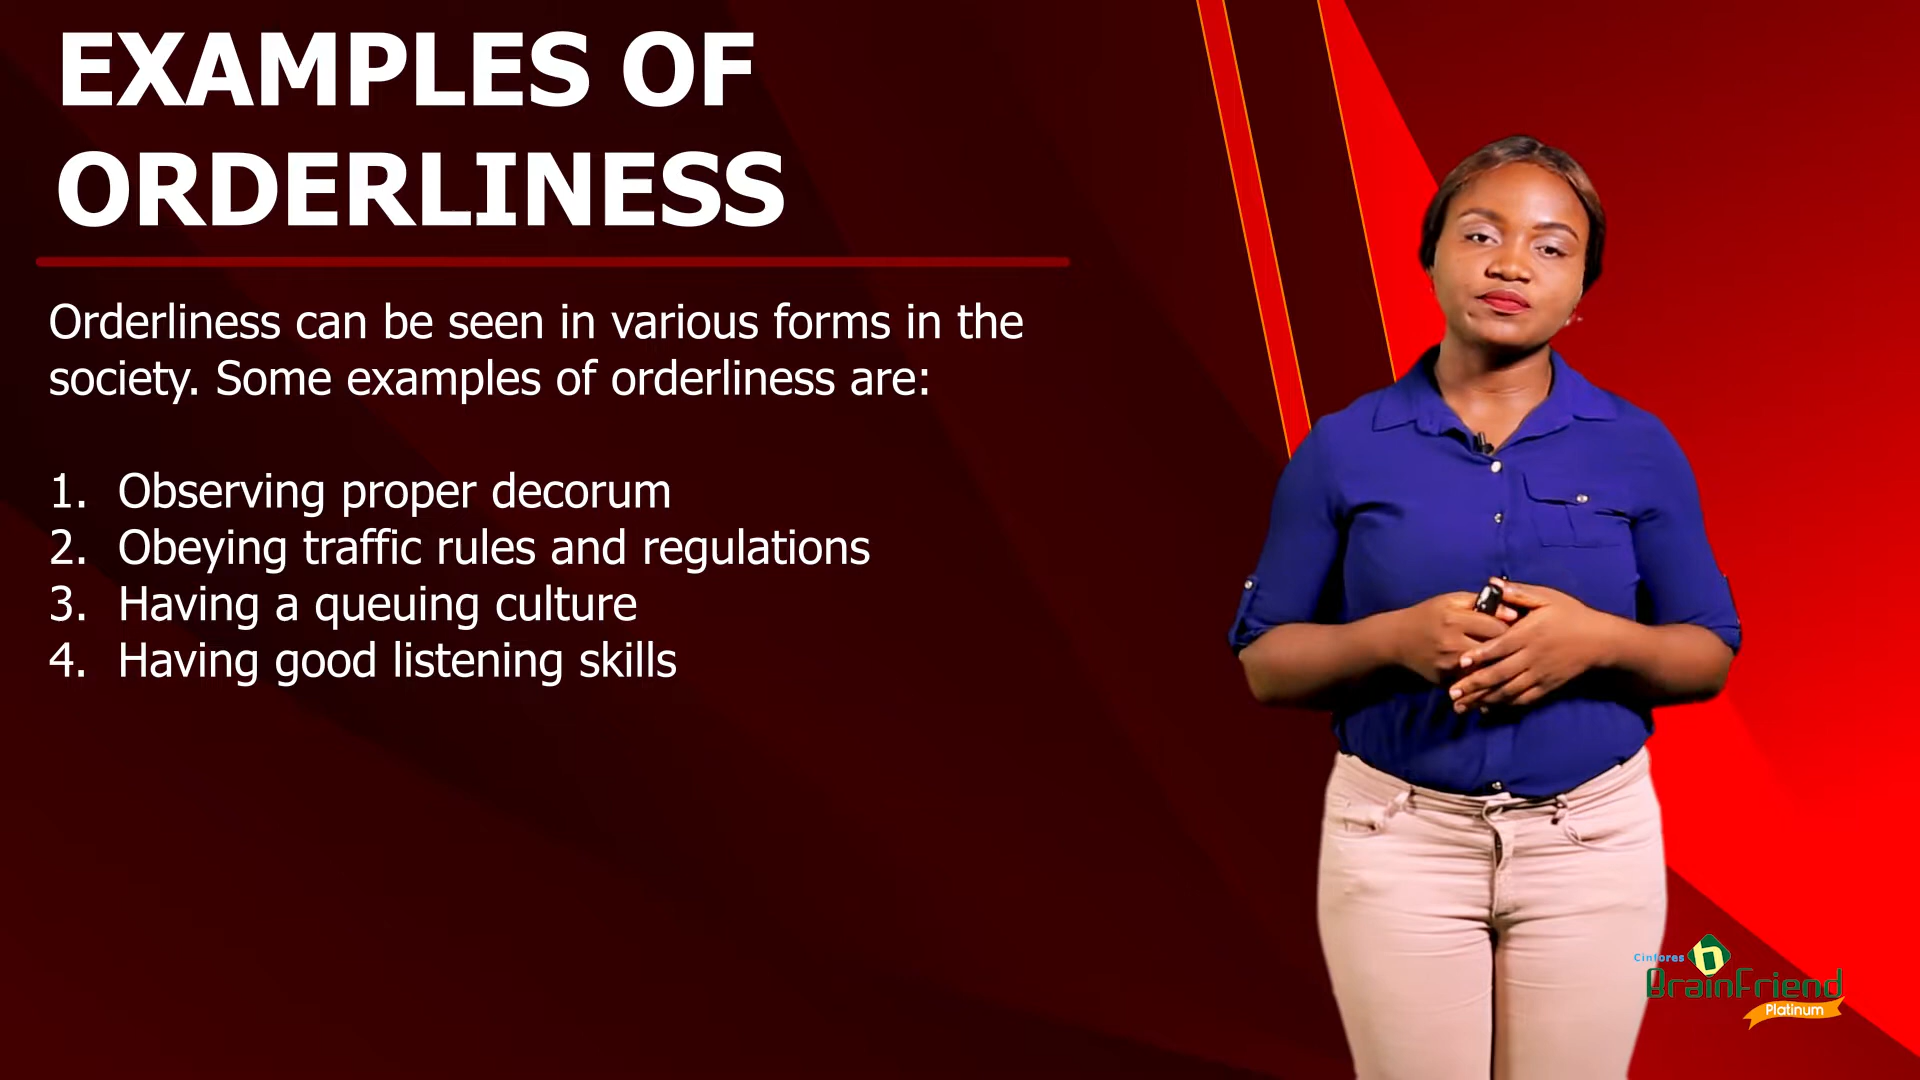 EXAMPLES OF
ORDERLINESS
Orderliness can be seen in various forms in the
society. Some examples of orderliness are:
1. Observing proper decorum
2. Obeying traffic rules and regulations
3. Having a queuing culture
4. Having good listening skills
Cinfores
BrainFriend
Platinum